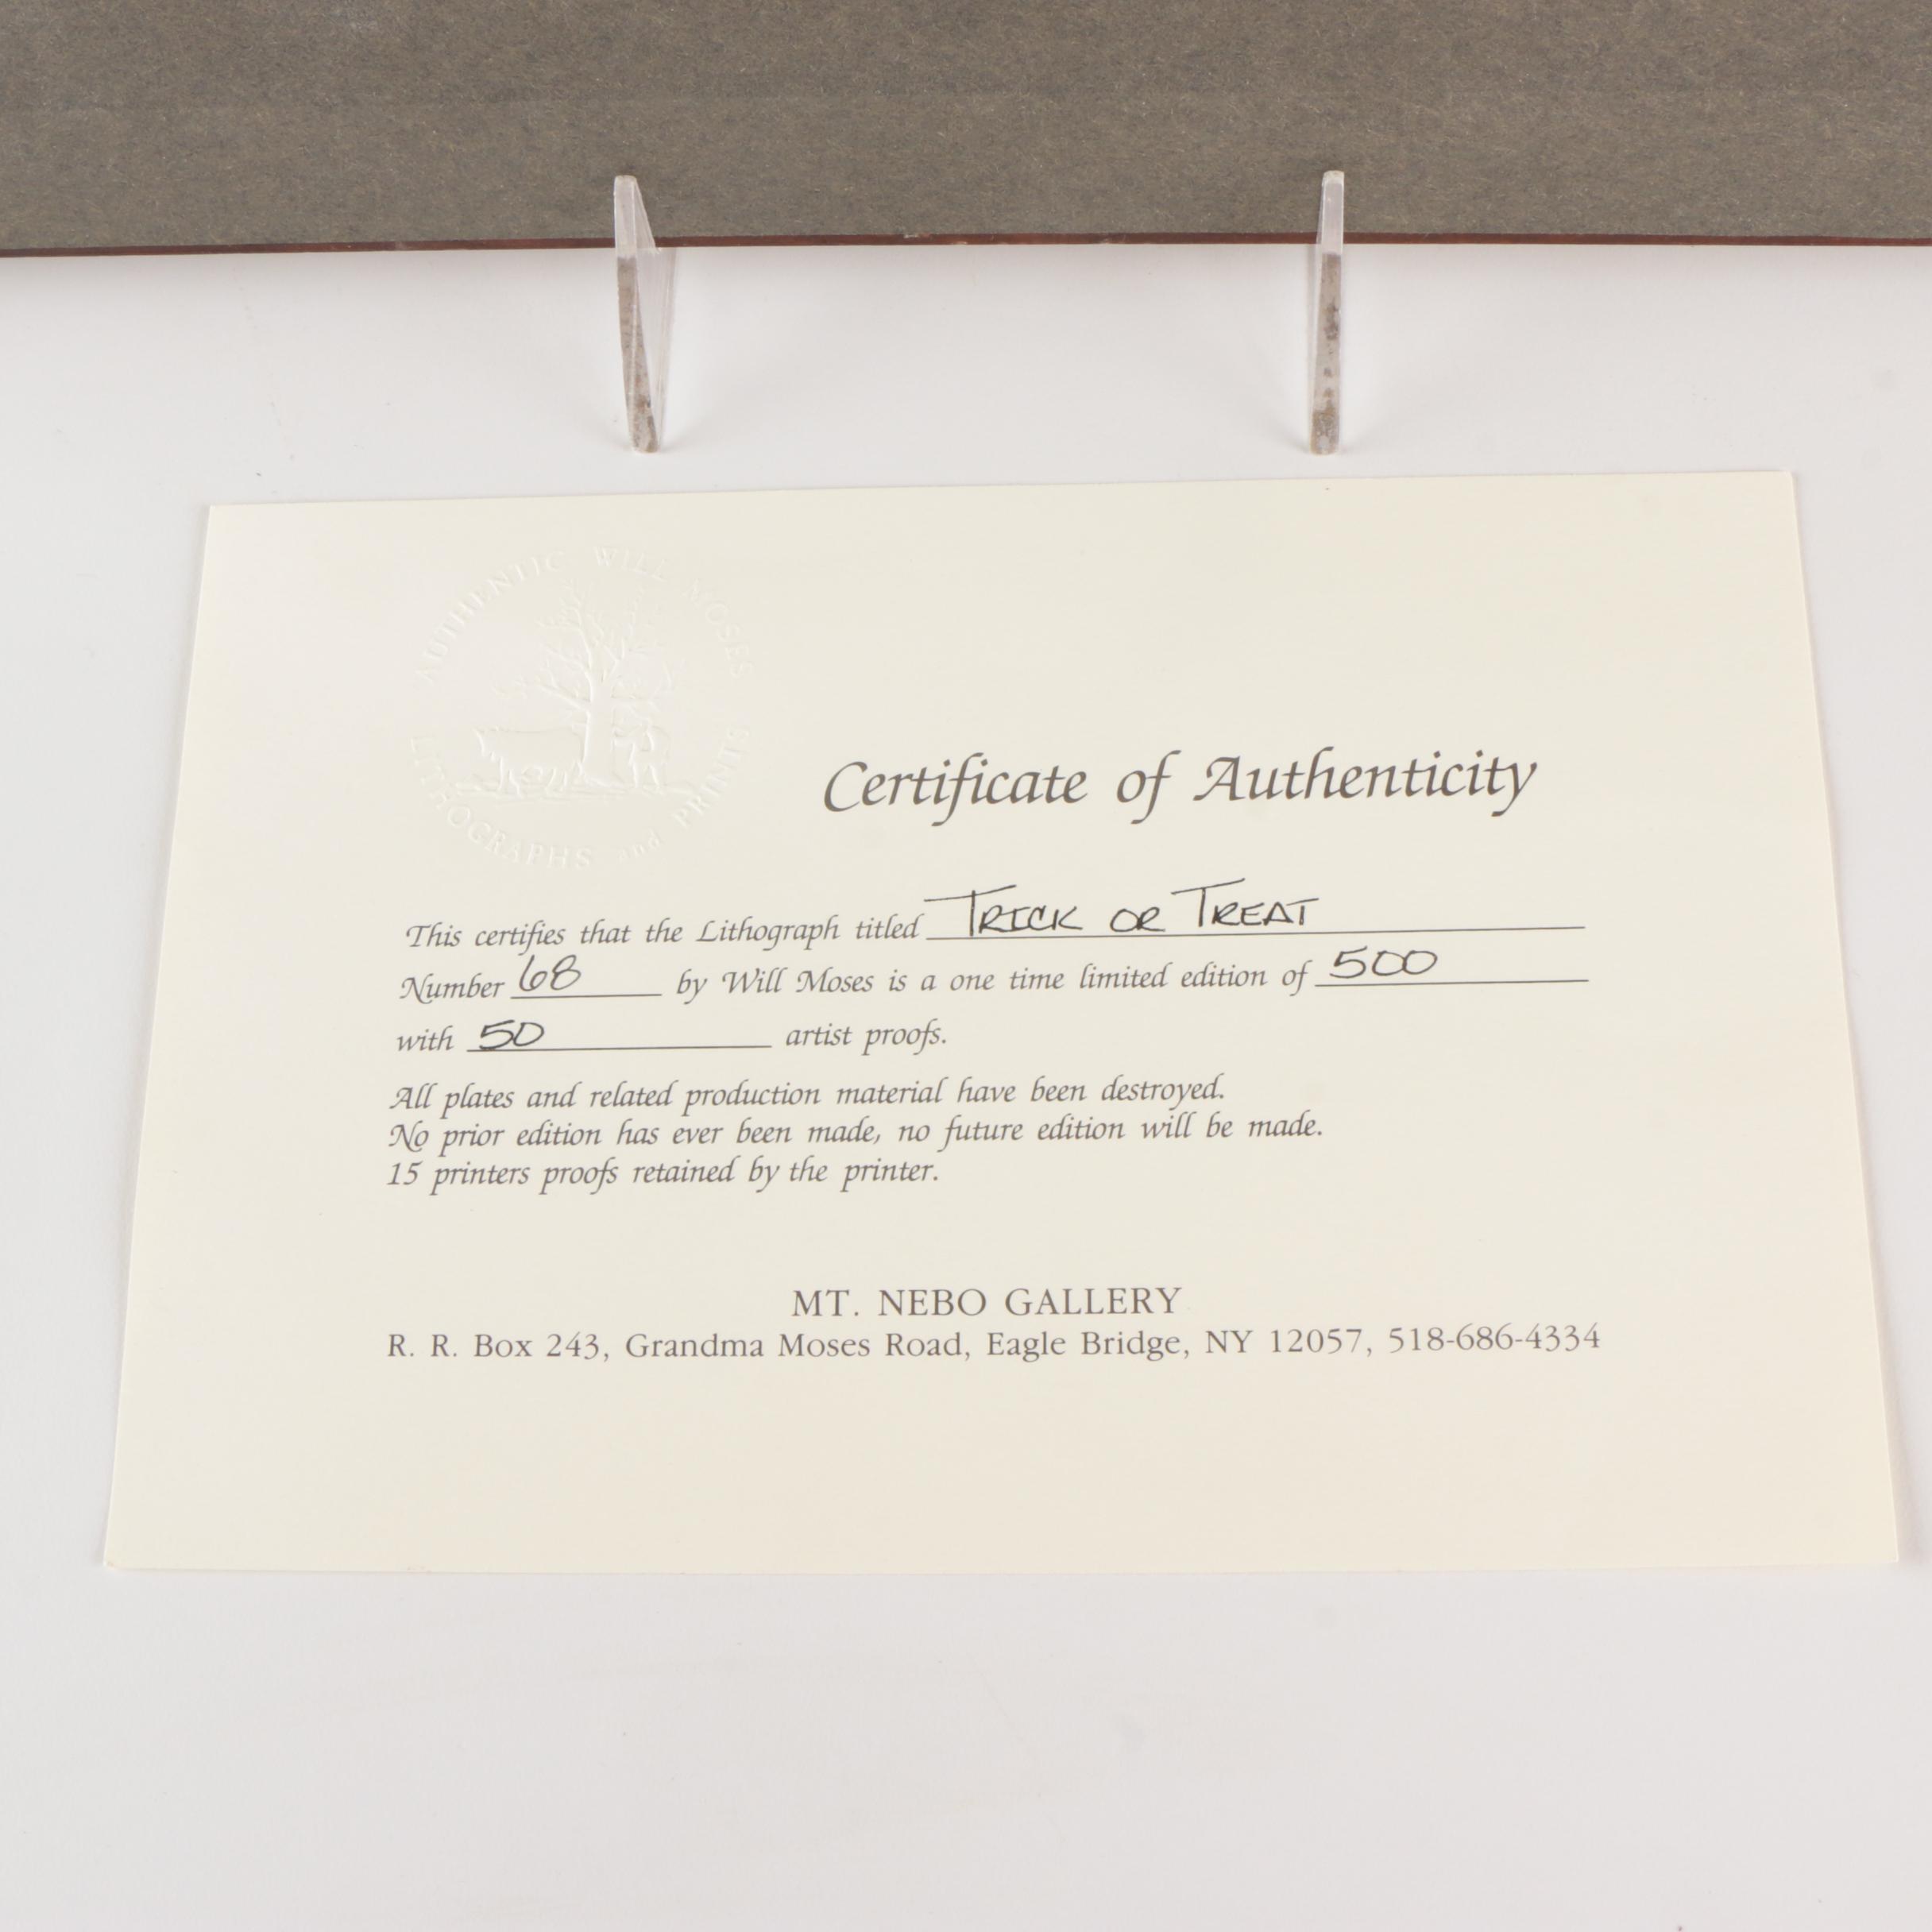 AUTHENTIC WILL MOSES
LITHOGRAPHS and PRINTS
Certificate of Authenticity
This certifies that the Lithograph titled TRICK OR TREAT
Number 68 by Will Moses is a one time limited edition of 500
with 50 artist proofs.
All plates and related production material have been destroyed.
No prior edition has ever been made, no future edition will be made.
15 printers proofs retained by the printer.
MT. NEBO GALLERY
R. R. Box 243, Grandma Moses Road, Eagle Bridge, NY 12057, 518-686-4334